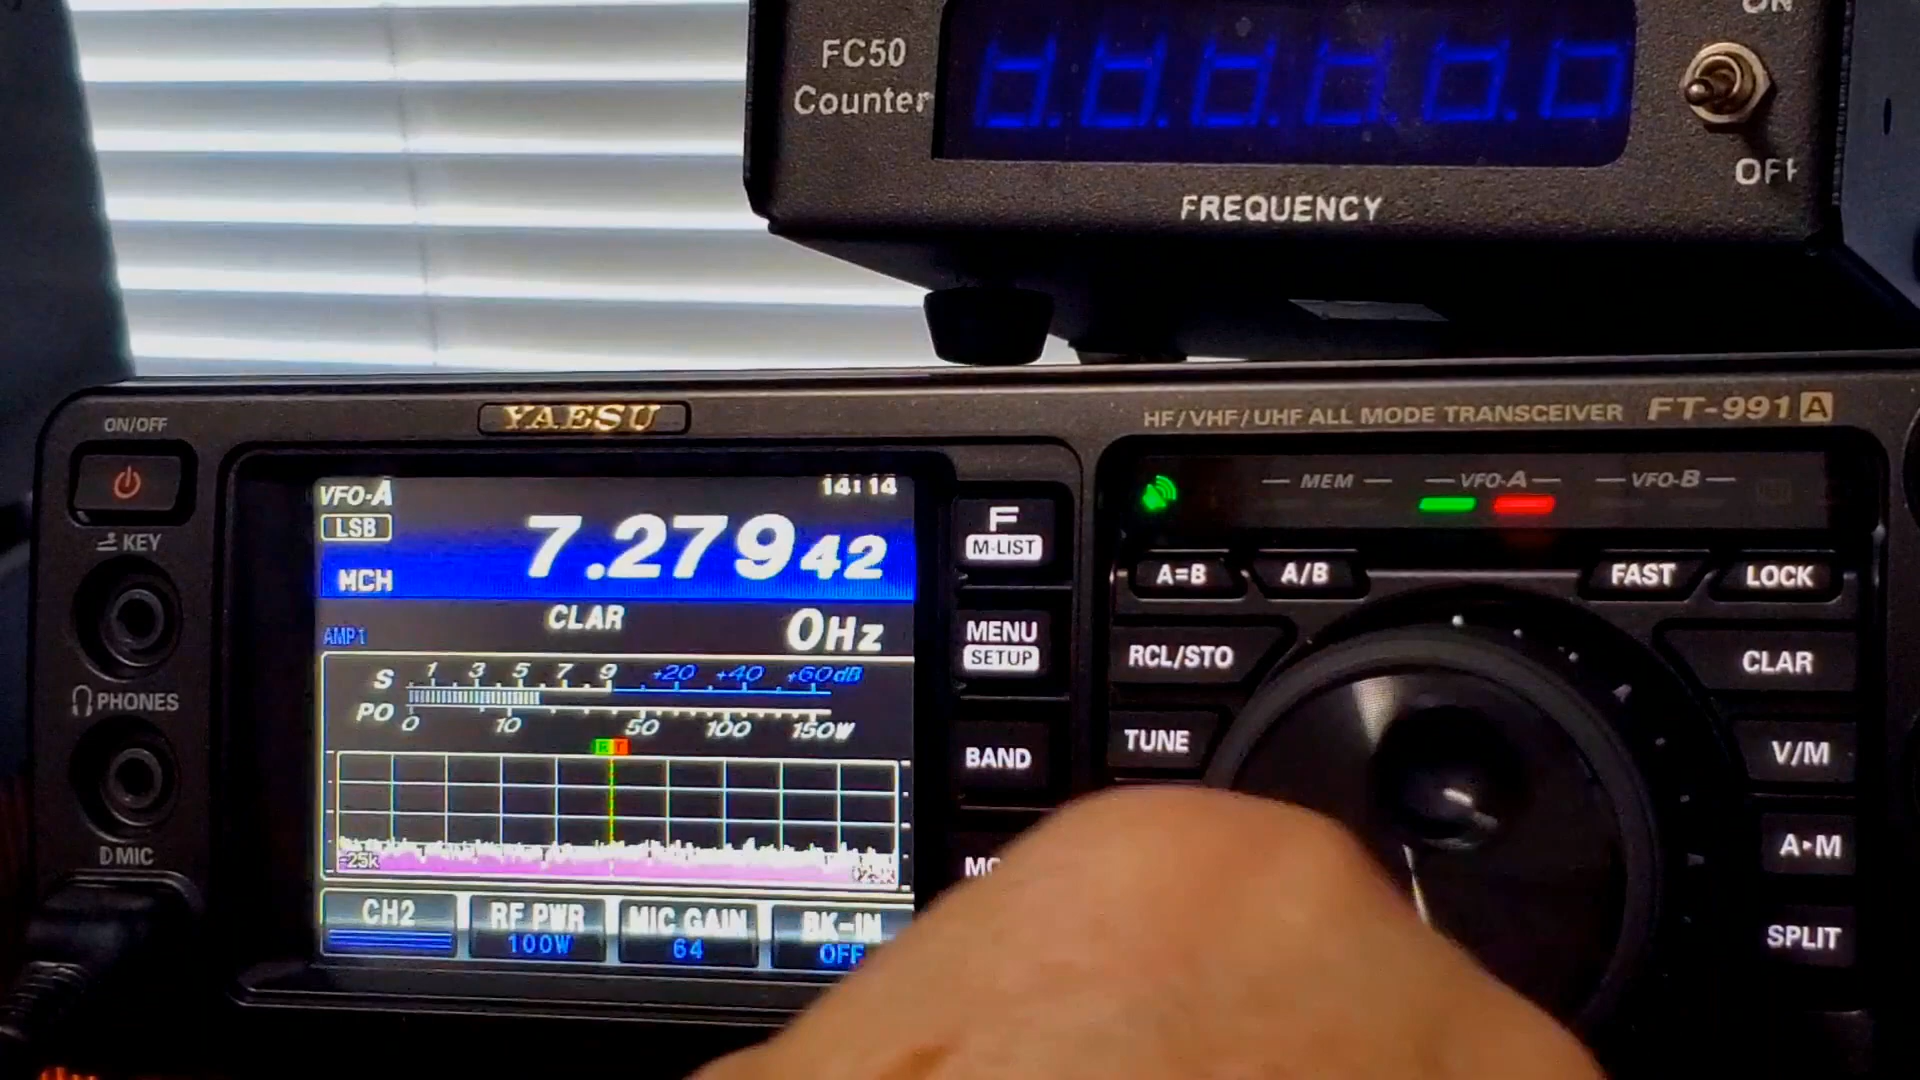 ON
FC50
Counter
OFF
FREQUENCY
YAESU
HF/VHF/UHF ALL MODE TRANSCEIVER FT-991A
ON/OFF
KEY
PHONES
MIC
VFO-A 14:14
LSB 7.27942
MCH
CLAR 0Hz
AMP1
S 1 3 5 7 9 +20 +40 +60dB
PO 0 10 50 100 150W
R T
-25k
CH2 RF PWR MIC GAIN BK-IN
100W 64 OFF
F
M-LIST
MENU
SETUP
BAND
MEM VFO-A VFO-B
A=B A/B FAST LOCK
RCL/STO CLAR
TUNE V/M
A▸M
SPLIT